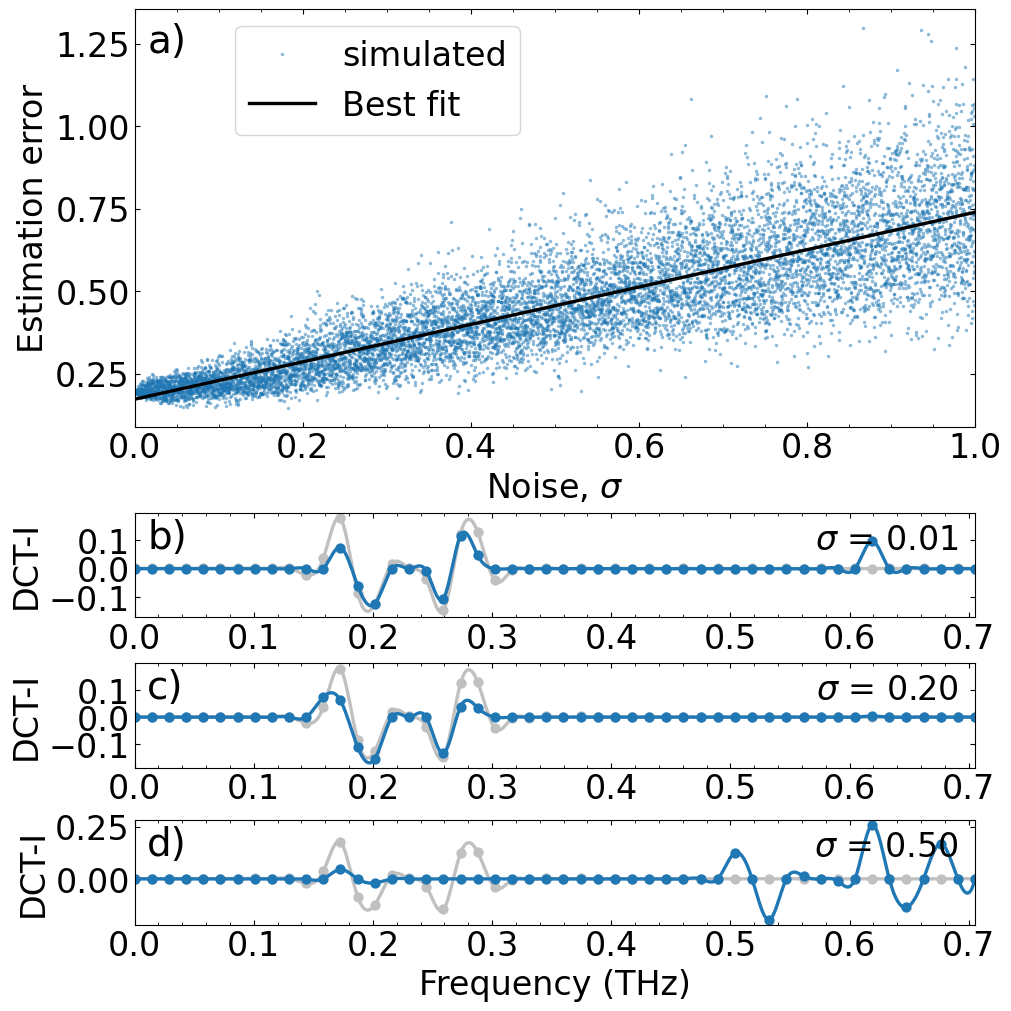 a)
simulated
Best fit
Estimation error
1.25
1.00
0.75
0.50
0.25
0.0 0.2 0.4 0.6 0.8 1.0
Noise, σ
b)
σ = 0.01
DCT-I
0.1
0.0
−0.1
0.0 0.1 0.2 0.3 0.4 0.5 0.6 0.7
c)
σ = 0.20
DCT-I
0.1
0.0
−0.1
0.0 0.1 0.2 0.3 0.4 0.5 0.6 0.7
d)
σ = 0.50
DCT-I
0.25
0.00
0.0 0.1 0.2 0.3 0.4 0.5 0.6 0.7
Frequency (THz)